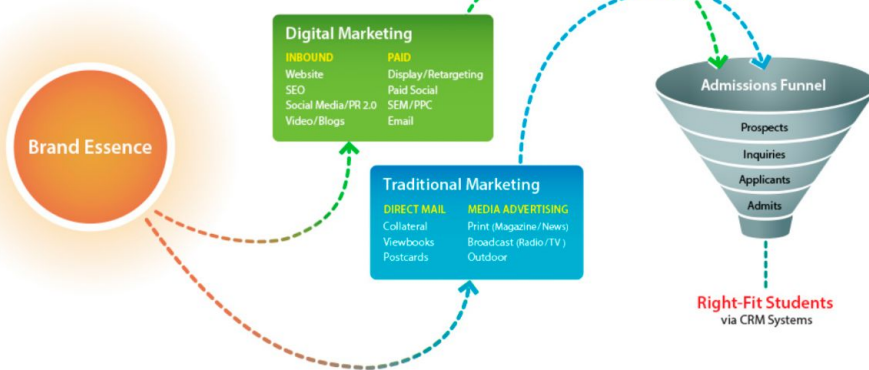 Brand Essence
Digital Marketing
INBOUND PAID
Website Display/Retargeting
SEO Paid Social
Social Media/PR 2.0 SEM/PPC
Video/Blogs Email
Traditional Marketing
DIRECT MAIL MEDIA ADVERTISING
Collateral Print (Magazine/News)
Viewbooks Broadcast (Radio/TV)
Postcards Outdoor
Admissions Funnel
Prospects
Inquiries
Applicants
Admits
Right-Fit Students
via CRM Systems